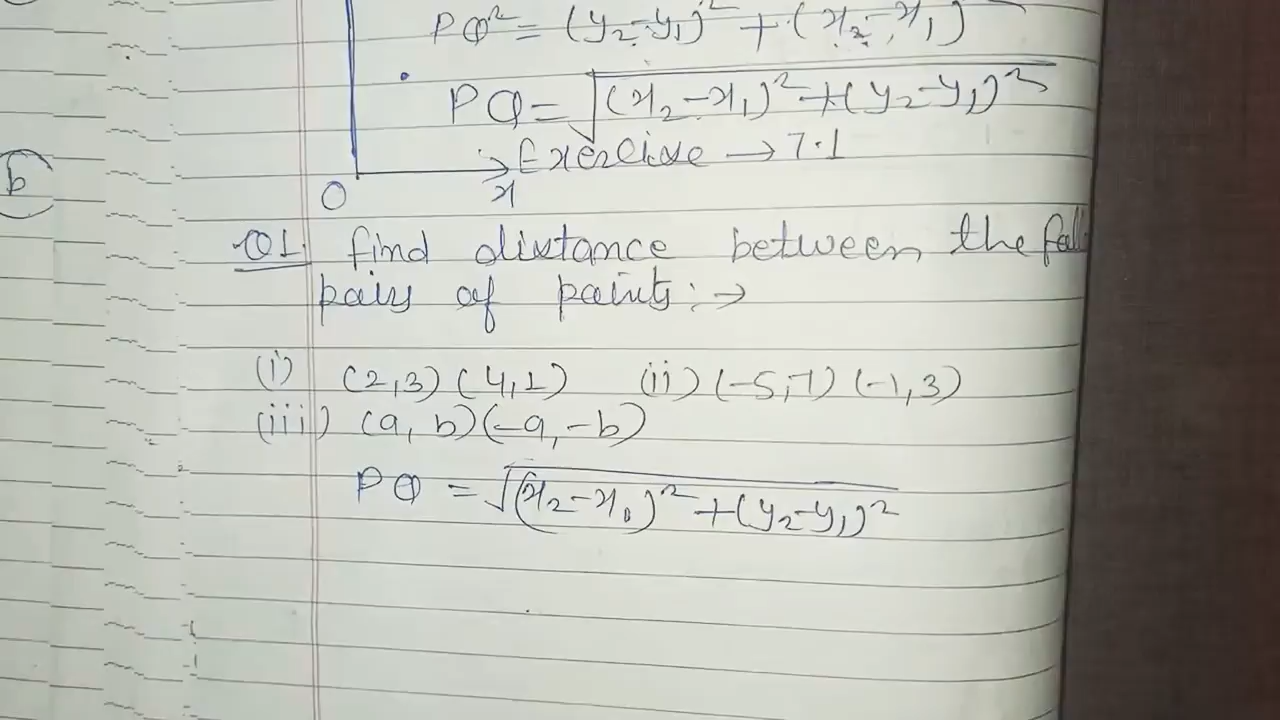 PQ² = (y₂-y₁)² + (x₂-x₁)
PQ = √(x₂-x₁)²+(y₂-y₁)²
→ Exercise → 7.1
b
O x
Q1 find distance between the foll
pairs of points :→
(i) (2,3) (4,1) (ii) (-5,7) (-1,3)
(iii) (a, b) (-a, -b)
PQ = √(x₂-x₁)²+(y₂-y₁)²